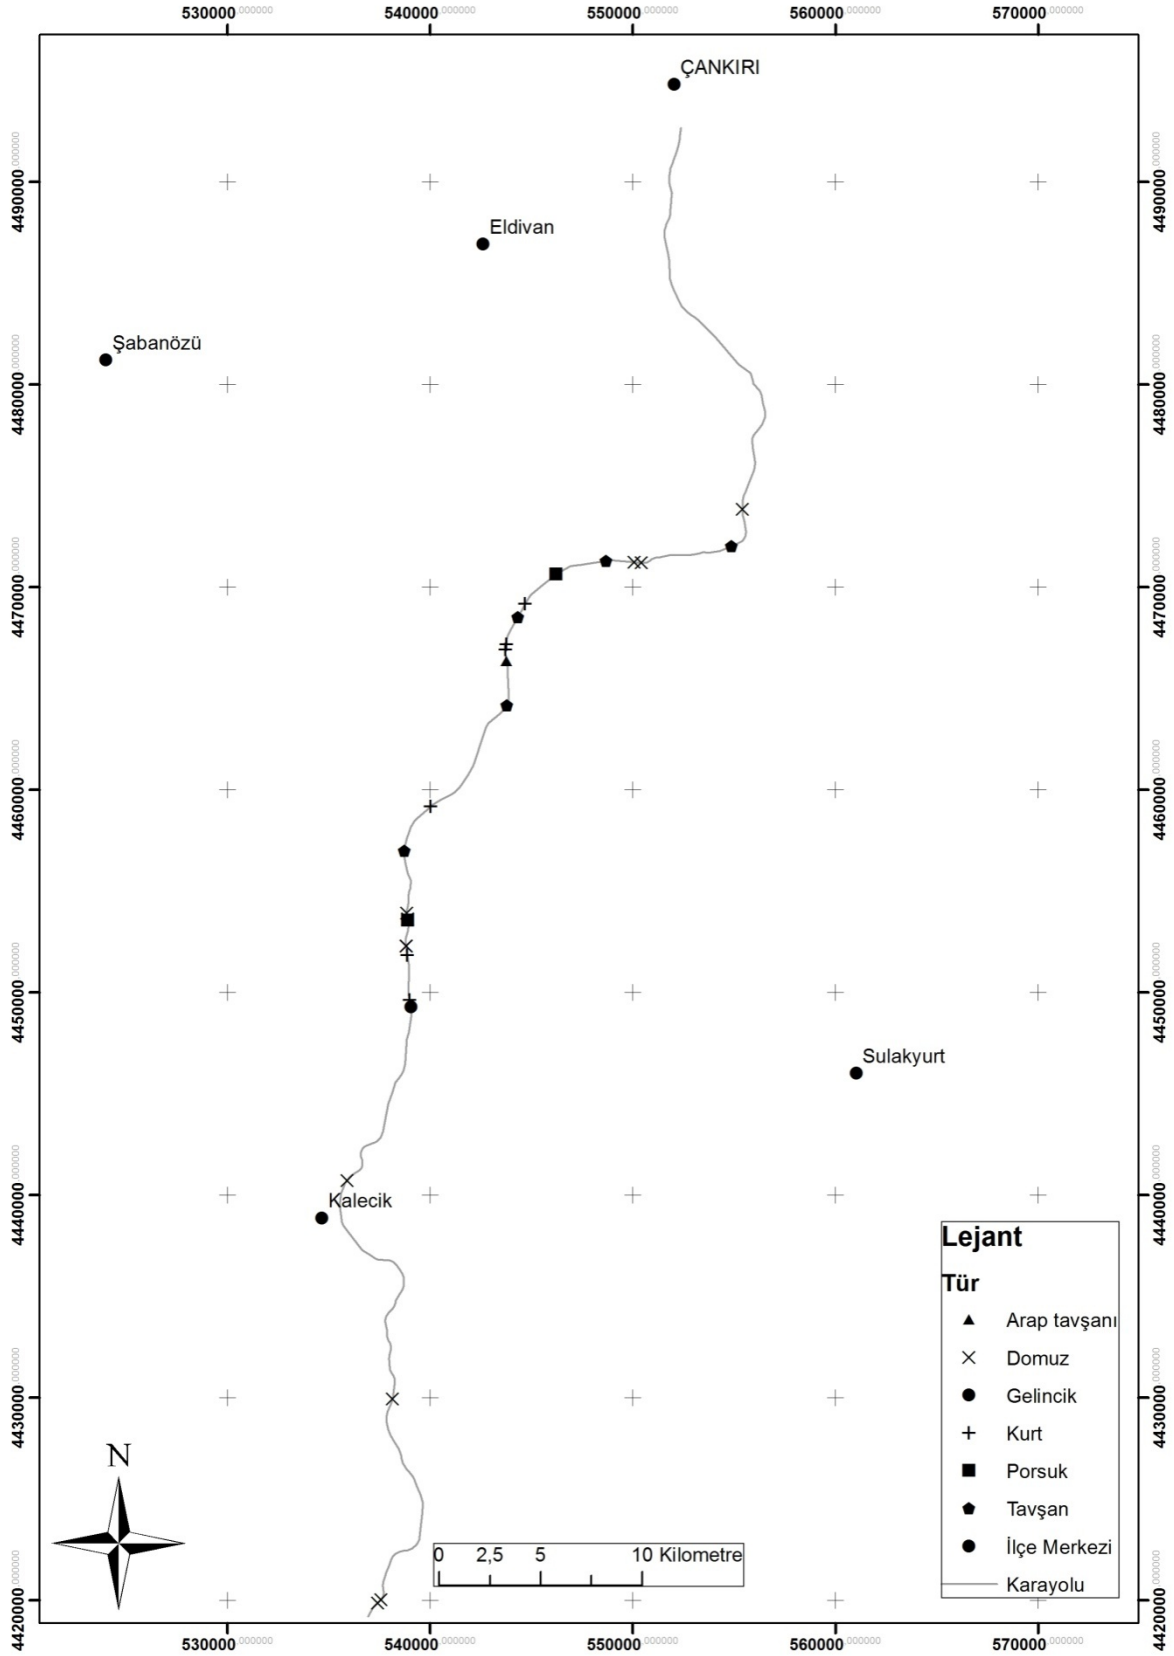 530000.000000 540000.000000 550000.000000 560000.000000 570000.000000
ÇANKIRI
4490000.000000 4490000.000000
Eldivan
Şabanözü
4480000.000000 4480000.000000
4470000.000000 4470000.000000
4460000.000000 4460000.000000
4450000.000000 4450000.000000
Sulakyurt
4440000.000000 4440000.000000
Kalecik
Lejant
Tür
Arap tavşanı
Domuz
Gelincik
Kurt
Porsuk
Tavşan
İlçe Merkezi
Karayolu
4430000.000000 4430000.000000
N
0 2,5 5 10 Kilometre
4420000.000000 4420000.000000
530000.000000 540000.000000 550000.000000 560000.000000 570000.000000